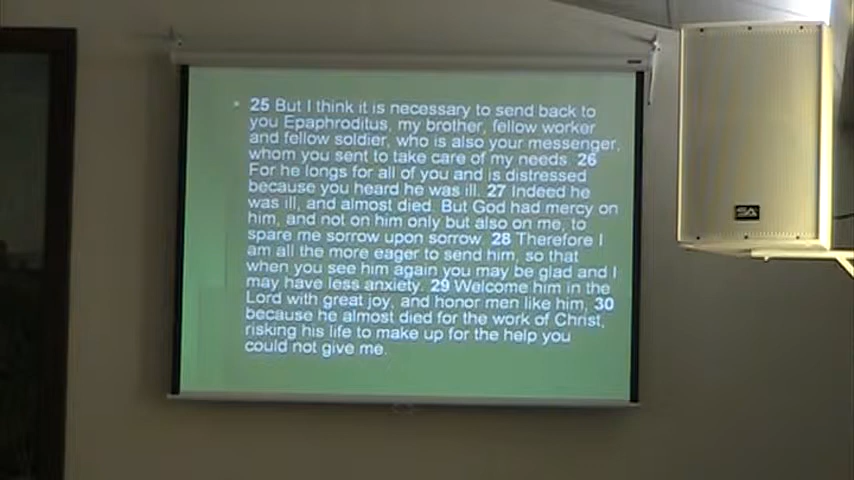 25 But I think it is necessary to send back to
you Epaphroditus, my brother, fellow worker
and fellow soldier, who is also your messenger,
whom you sent to take care of my needs. 26
For he longs for all of you and is distressed
because you heard he was ill. 27 Indeed he
was ill, and almost died. But God had mercy on
him, and not on him only but also on me, to
spare me sorrow upon sorrow. 28 Therefore I
am all the more eager to send him, so that
when you see him again you may be glad and I
may have less anxiety. 29 Welcome him in the
Lord with great joy, and honor men like him, 30
because he almost died for the work of Christ,
risking his life to make up for the help you
could not give me.
SA